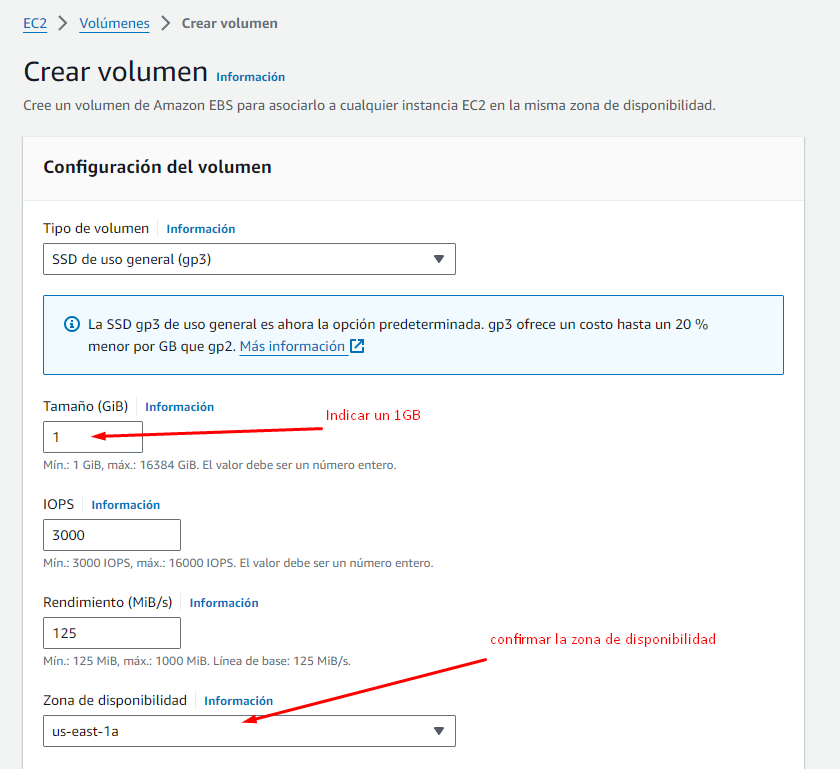 EC2 > Volúmenes > Crear volumen
Crear volumen Información
Cree un volumen de Amazon EBS para asociarlo a cualquier instancia EC2 en la misma zona de disponibilidad.
Configuración del volumen
Tipo de volumen Información
SSD de uso general (gp3)
La SSD gp3 de uso general es ahora la opción predeterminada. gp3 ofrece un costo hasta un 20 %
menor por GB que gp2. Más información
Tamaño (GiB) Información
Indicar un 1GB
1
Mín.: 1 GiB, máx.: 16384 GiB. El valor debe ser un número entero.
IOPS Información
3000
Mín.: 3000 IOPS, máx.: 16000 IOPS. El valor debe ser un número entero.
Rendimiento (MiB/s) Información
125
Mín.: 125 MiB, máx.: 1000 MiB. Línea de base: 125 MiB/s.
confirmar la zona de disponibilidad
Zona de disponibilidad Información
us-east-1a